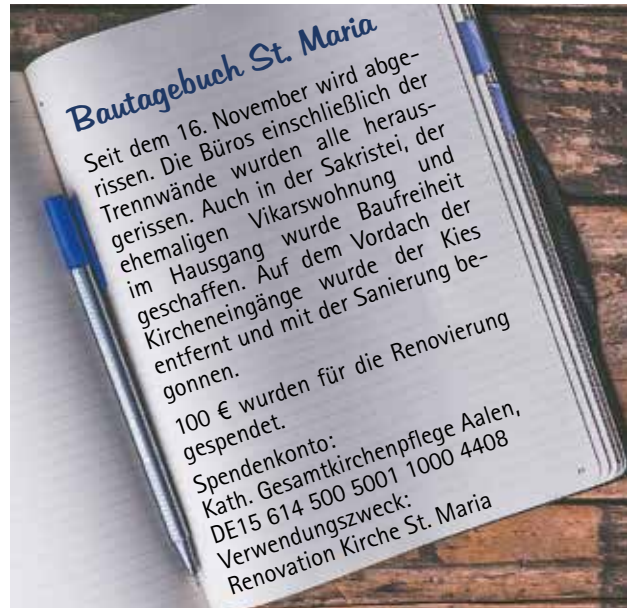 Bautagebuch St. Maria
Seit dem 16. November wird abge-
rissen. Die Büros einschließlich der
Trennwände wurden alle heraus-
gerissen. Auch in der Sakristei, der
ehemaligen Vikarswohnung und
im Hausgang wurde Baufreiheit
geschaffen. Auf dem Vordach der
Kircheneingänge wurde der Kies
entfernt und mit der Sanierung be-
gonnen.
100 € wurden für die Renovierung
gespendet.
Spendenkonto:
Kath. Gesamtkirchenpflege Aalen,
DE15 614 500 5001 1000 4408
Verwendungszweck:
Renovation Kirche St. Maria